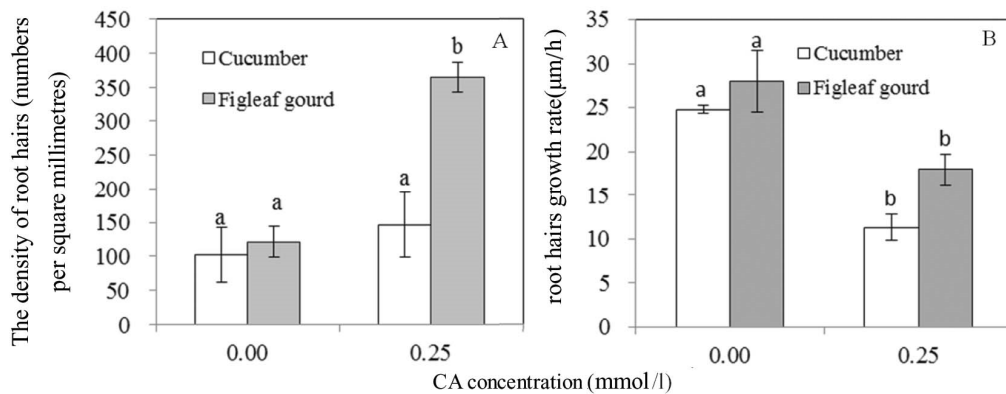 The density of root hairs (numbers
per square millimetres)
450
400
350
300
250
200
150
100
50
0
A
Cucumber
Figleaf gourd
a
a
a
b
0.00
0.25
root hairs growth rate(μm/h)
35
30
25
20
15
10
5
0
B
Cucumber
Figleaf gourd
a
a
b
b
0.00
0.25
CA concentration (mmol/l)